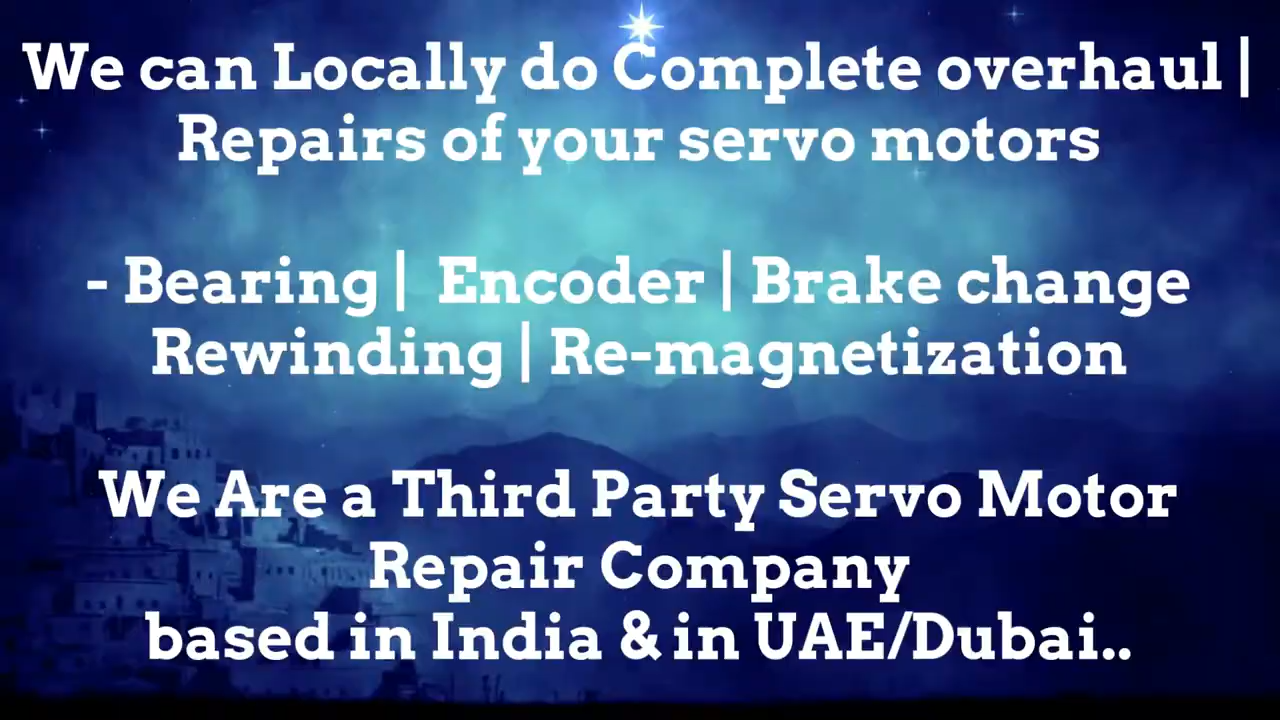 We can Locally do Complete overhaul |
Repairs of your servo motors
- Bearing | Encoder | Brake change
Rewinding | Re-magnetization
We Are a Third Party Servo Motor
Repair Company
based in India & in UAE/Dubai..